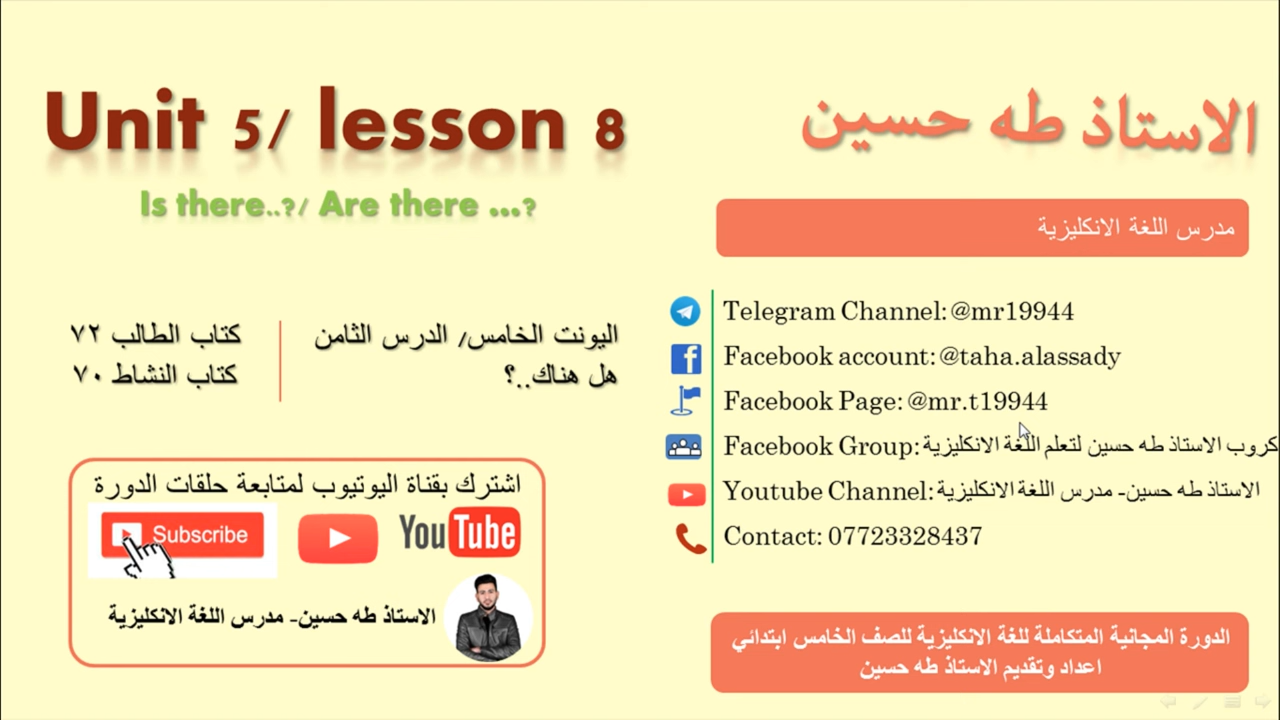 Unit 5/ lesson 8
Is there..?/ Are there ...?
اليونت الخامس/ الدرس الثامن
هل هناك..؟
كتاب الطالب ٧٢
كتاب النشاط ٧٠
اشترك بقناة اليوتيوب لمتابعة حلقات الدورة
Subscribe
YouTube
الاستاذ طه حسين- مدرس اللغة الانكليزية
الاستاذ طه حسين
مدرس اللغة الانكليزية
Telegram Channel: @mr19944
Facebook account: @taha.alassady
Facebook Page: @mr.t19944
Facebook Group: كروب الاستاذ طه حسين لتعلم اللغة الانكليزية
Youtube Channel: الاستاذ طه حسين- مدرس اللغة الانكليزية
Contact: 07723328437
الدورة المجانية المتكاملة للغة الانكليزية للصف الخامس ابتدائي
اعداد وتقديم الاستاذ طه حسين